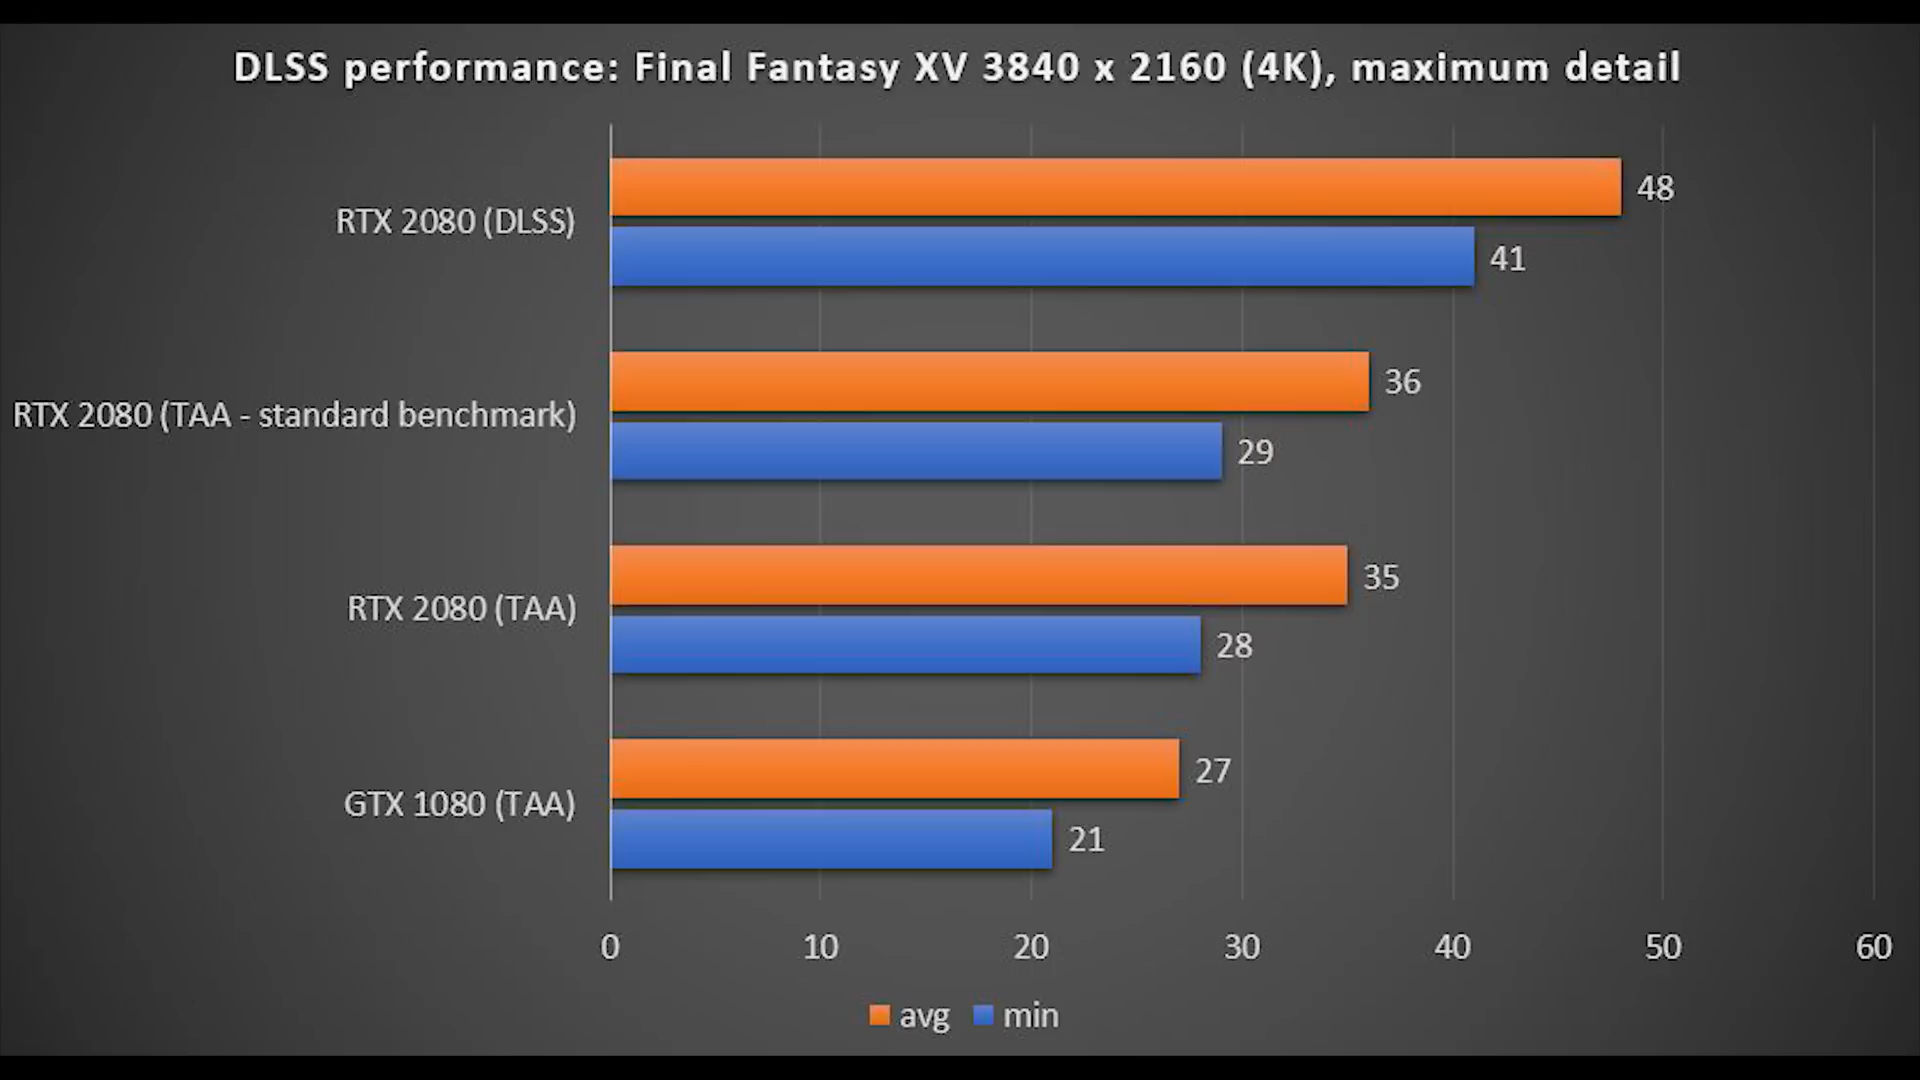 DLSS performance: Final Fantasy XV 3840 x 2160 (4K), maximum detail
RTX 2080 (DLSS)
48
41
RTX 2080 (TAA - standard benchmark)
36
29
RTX 2080 (TAA)
35
28
GTX 1080 (TAA)
27
21
0 10 20 30 40 50 60
avg min